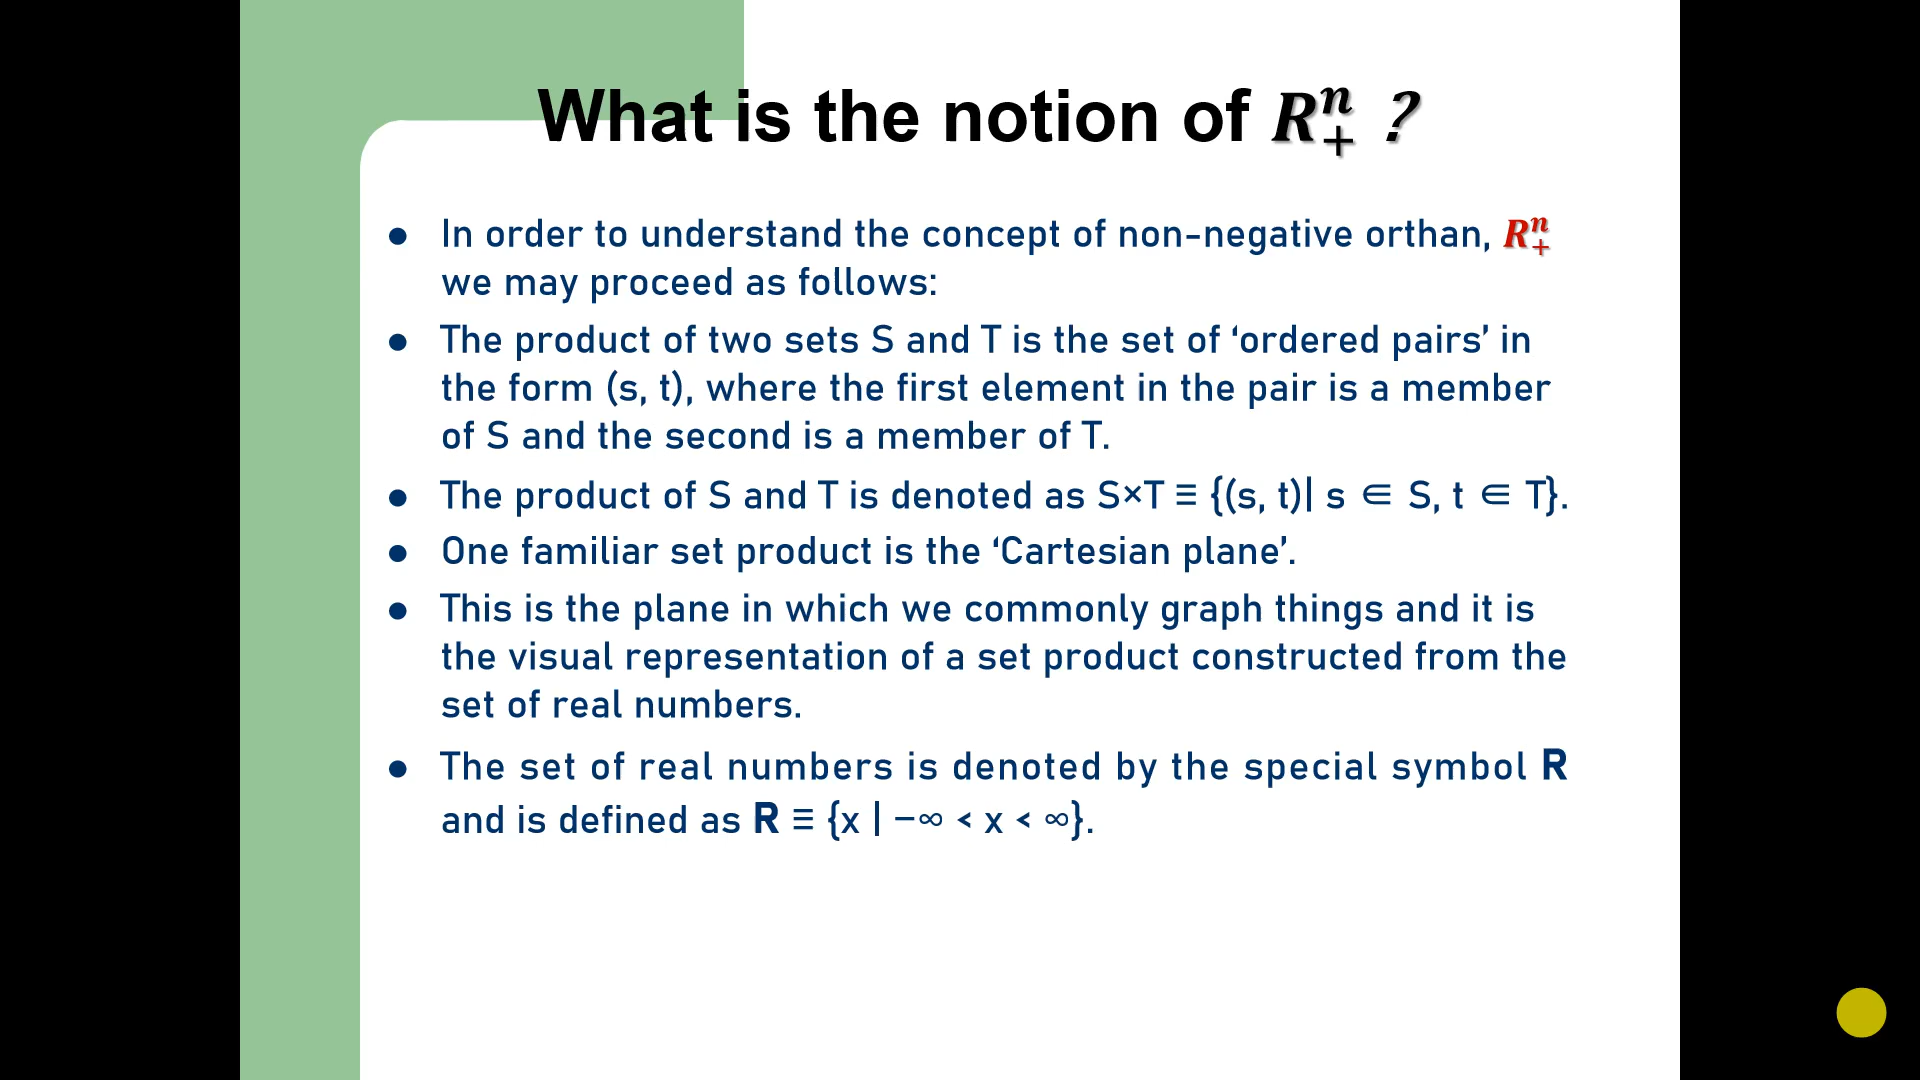 What is the notion of 𝑹ⁿ₊ ?
● In order to understand the concept of non-negative orthan, 𝑹ⁿ₊
we may proceed as follows:
● The product of two sets S and T is the set of ‘ordered pairs’ in
the form (s, t), where the first element in the pair is a member
of S and the second is a member of T.
● The product of S and T is denoted as S×T ≡ {(s, t)| s ∈ S, t ∈ T}.
● One familiar set product is the ‘Cartesian plane’.
● This is the plane in which we commonly graph things and it is
the visual representation of a set product constructed from the
set of real numbers.
● The set of real numbers is denoted by the special symbol R
and is defined as R ≡ {x | −∞ < x < ∞}.